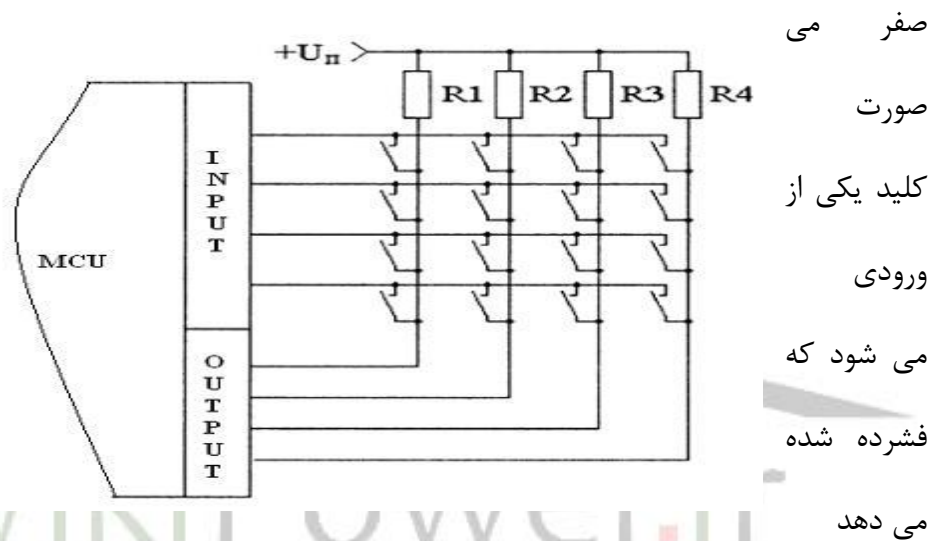 صفر می
+Uп
R1 R2 R3 R4
صورت
INPUT
کلید یکی از
MCU
ورودی
OUTPUT
می شود که
فشرده شده
می دهد